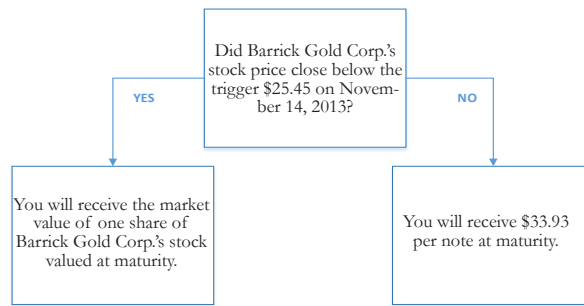 Did Barrick Gold Corp.'s
stock price close below the
trigger $25.45 on Novem-
ber 14, 2013?
YES
NO
You will receive the market
value of one share of
Barrick Gold Corp.'s stock
valued at maturity.
You will receive $33.93
per note at maturity.